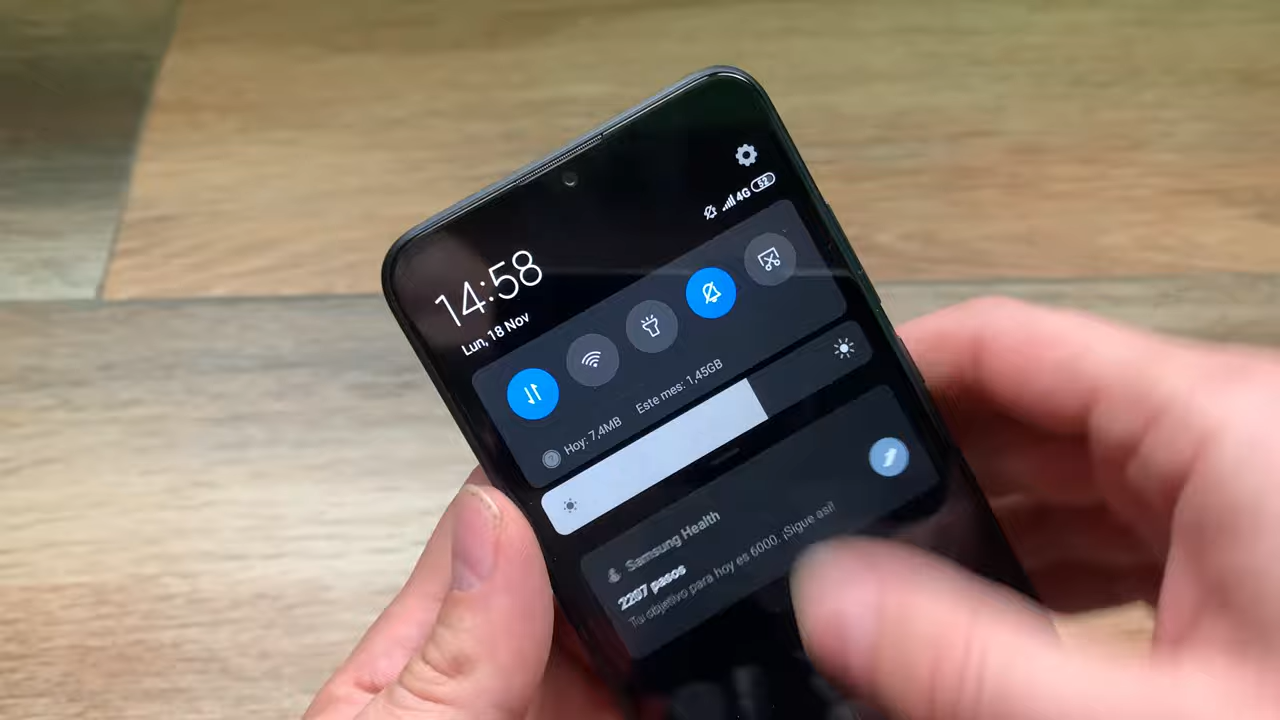 4G 52
14:58
Lun, 18 Nov
Hoy: 7,4MB Este mes: 1,45GB
Samsung Health
2297 pasos
Tu objetivo para hoy es 6000. ¡Sigue así!